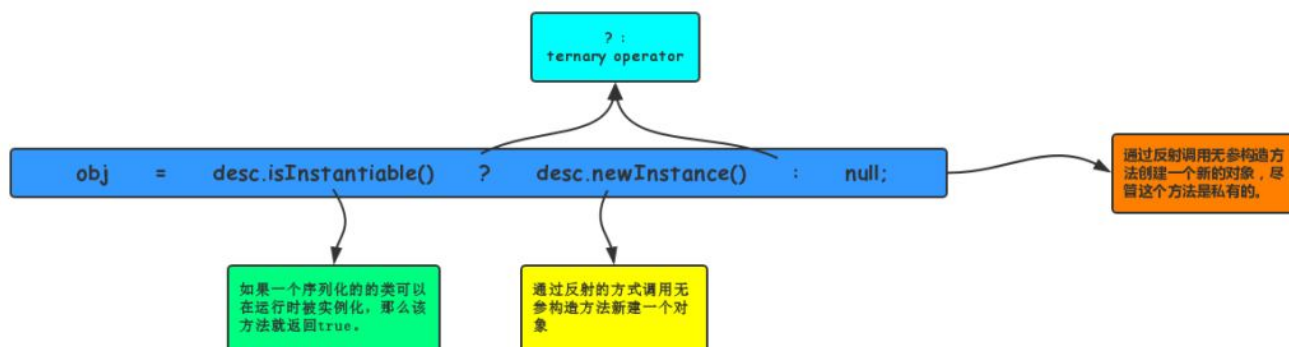 ? :
ternary operator
obj = desc.isInstantiable() ? desc.newInstance() : null;
通过反射调用无参构造方
法创建一个新的对象，尽
管这个方法是私有的。
如果一个序列化的的类可以
在运行时被实例化，那么该
方法就返回true。
通过反射的方式调用无
参构造方法新建一个对
象